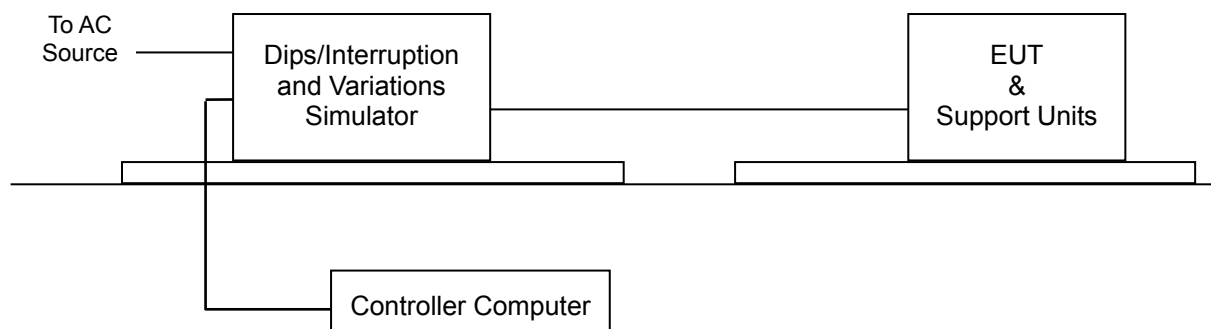 To AC
Source
Dips/Interruption
and Variations
Simulator
EUT
&
Support Units
Controller Computer